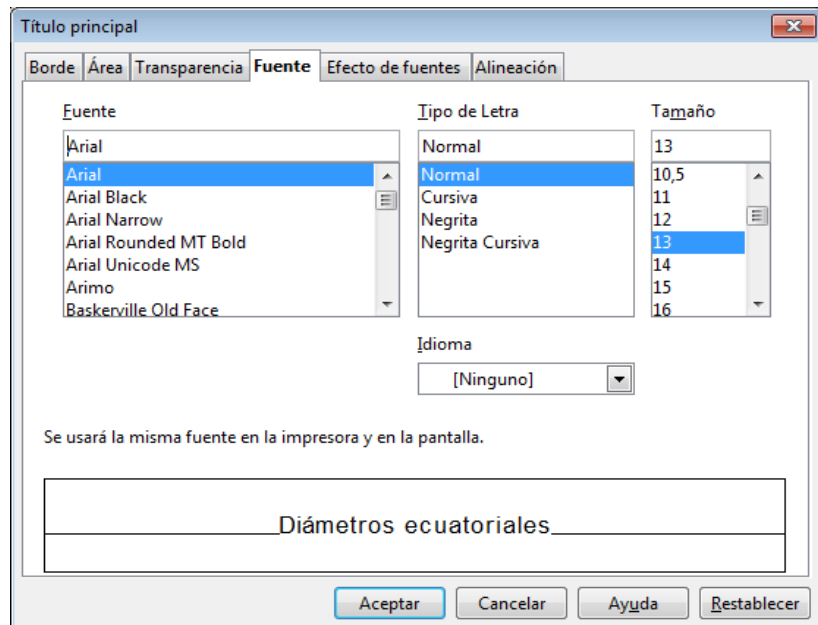 Título principal
Borde Área Transparencia Fuente Efecto de fuentes Alineación
Fuente
Arial
Arial
Arial Black
Arial Narrow
Arial Rounded MT Bold
Arial Unicode MS
Arimo
Baskerville Old Face
Tipo de Letra
Normal
Normal
Cursiva
Negrita
Negrita Cursiva
Tamaño
13
10,5
11
12
13
14
15
16
Idioma
[Ninguno]
Se usará la misma fuente en la impresora y en la pantalla.
Diámetros ecuatoriales
Aceptar Cancelar Ayuda Restablecer